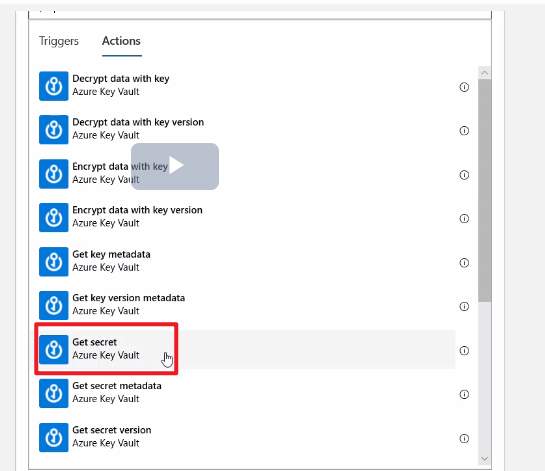 Triggers Actions
Decrypt data with key
Azure Key Vault
Decrypt data with key version
Azure Key Vault
Encrypt data with key
Azure Key Vault
Encrypt data with key version
Azure Key Vault
Get key metadata
Azure Key Vault
Get key version metadata
Azure Key Vault
Get secret
Azure Key Vault
Get secret metadata
Azure Key Vault
Get secret version
Azure Key Vault